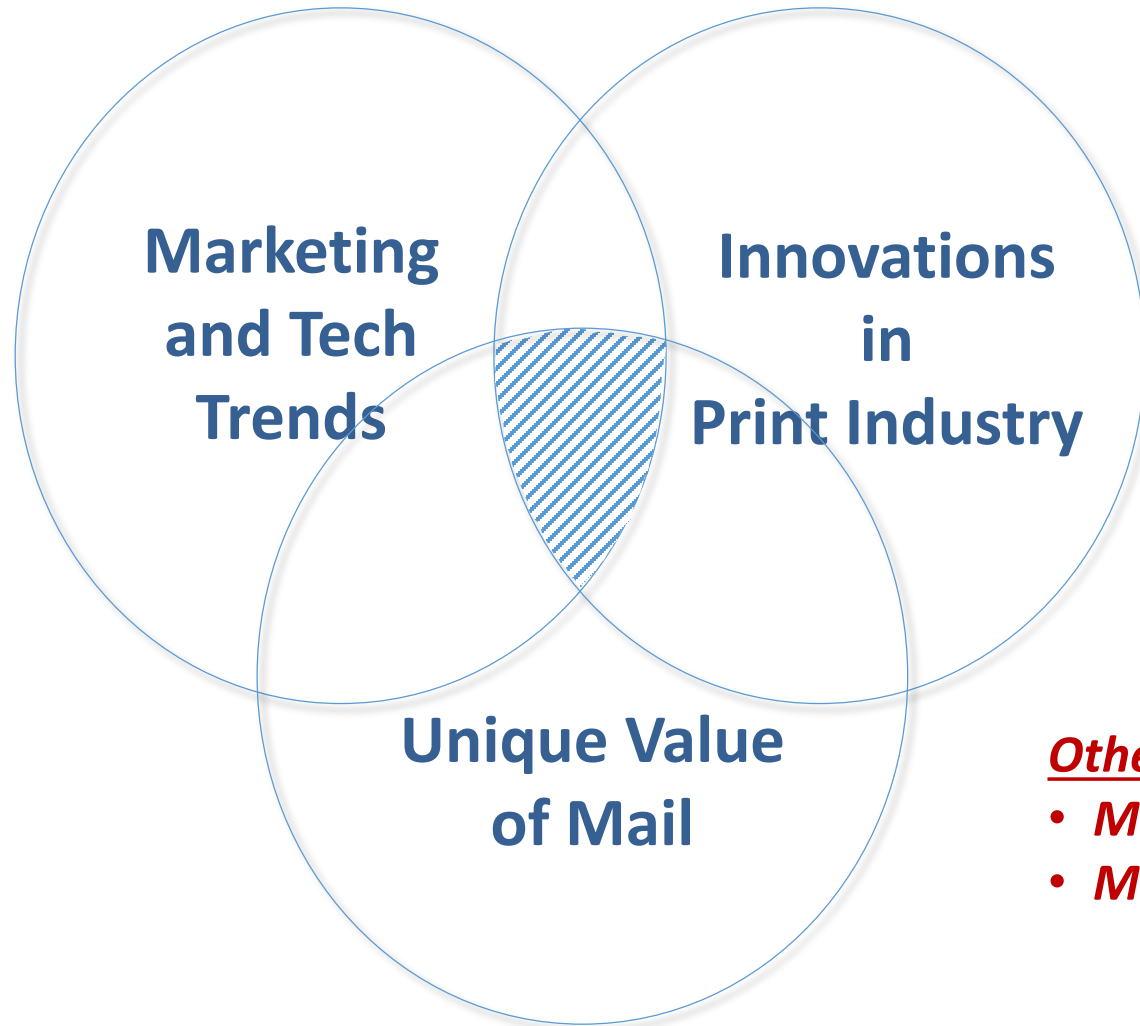 Marketing
and Tech
Trends
Innovations
in
Print Industry
Unique Value
of Mail